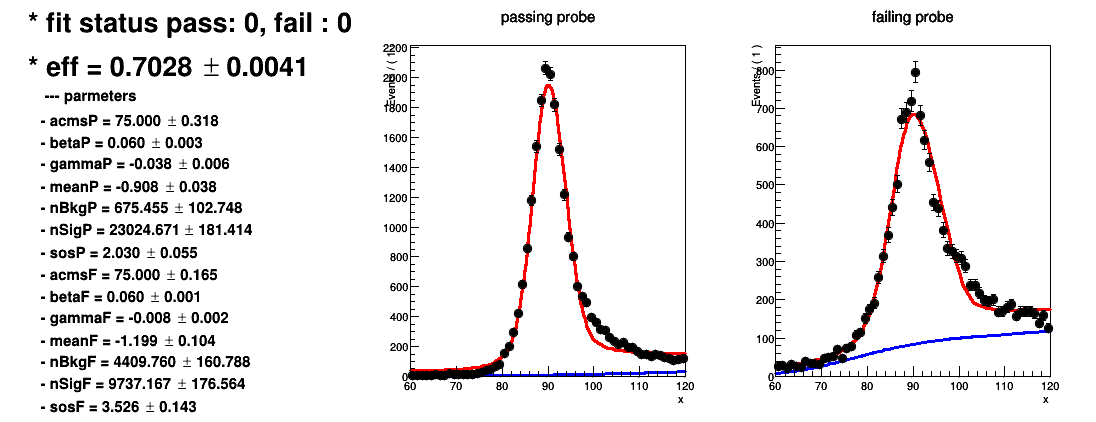 * fit status pass: 0, fail : 0
* eff = 0.7028 ± 0.0041
--- parmeters
- acmsP = 75.000 ± 0.318
- betaP = 0.060 ± 0.003
- gammaP = -0.038 ± 0.006
- meanP = -0.908 ± 0.038
- nBkgP = 675.455 ± 102.748
- nSigP = 23024.671 ± 181.414
- sosP = 2.030 ± 0.055
- acmsF = 75.000 ± 0.165
- betaF = 0.060 ± 0.001
- gammaF = -0.008 ± 0.002
- meanF = -1.199 ± 0.104
- nBkgF = 4409.760 ± 160.788
- nSigF = 9737.167 ± 176.564
- sosF = 3.526 ± 0.143
passing probe
Events / ( 1 )
2200
2000
1800
1600
1400
1200
1000
800
600
400
200
0
60 70 80 90 100 110 120
x
failing probe
Events / ( 1 )
800
700
600
500
400
300
200
100
0
60 70 80 90 100 110 120
x